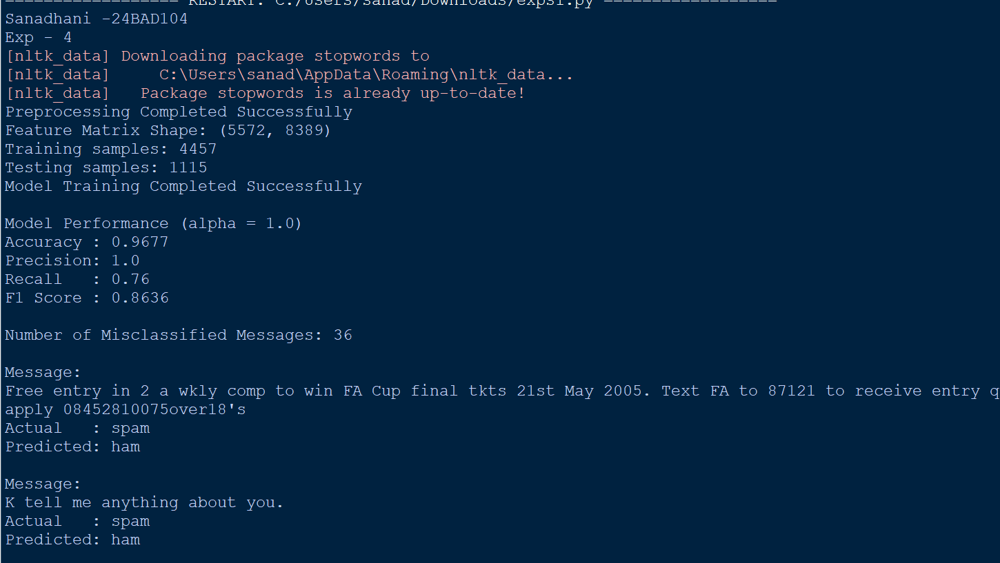 ================== RESTART: C:/Users/sanad/Downloads/exps1.py ==================
Sanadhani -24BAD104
Exp - 4
[nltk_data] Downloading package stopwords to
[nltk_data]     C:\Users\sanad\AppData\Roaming\nltk_data...
[nltk_data]   Package stopwords is already up-to-date!
Preprocessing Completed Successfully
Feature Matrix Shape: (5572, 8389)
Training samples: 4457
Testing samples: 1115
Model Training Completed Successfully
Model Performance (alpha = 1.0)
Accuracy : 0.9677
Precision: 1.0
Recall   : 0.76
F1 Score : 0.8636
Number of Misclassified Messages: 36
Message:
Free entry in 2 a wkly comp to win FA Cup final tkts 21st May 2005. Text FA to 87121 to receive entry q
apply 08452810075over18's
Actual   : spam
Predicted: ham
Message:
K tell me anything about you.
Actual   : spam
Predicted: ham